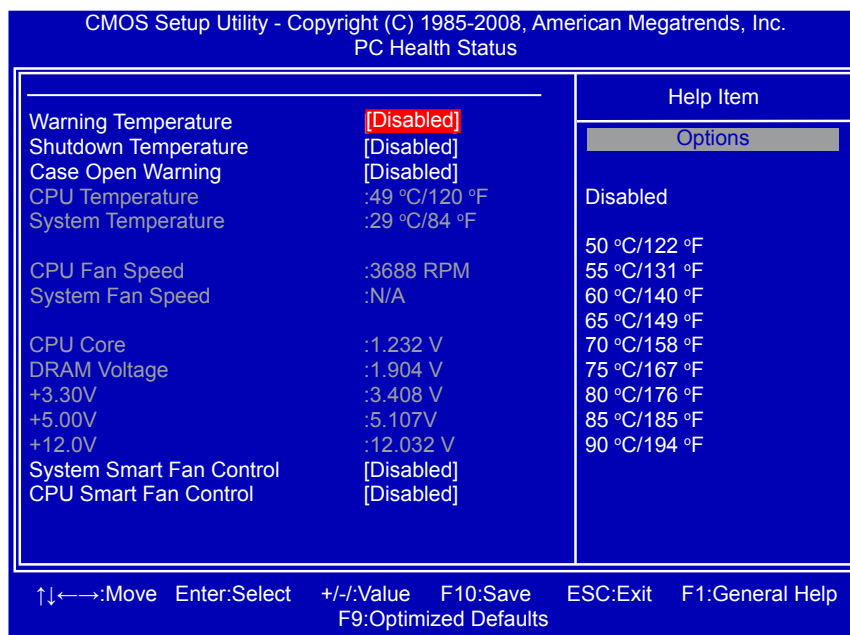 CMOS Setup Utility - Copyright (C) 1985-2008, American Megatrends, Inc.
PC Health Status
Warning Temperature [Disabled]
Shutdown Temperature [Disabled]
Case Open Warning [Disabled]
CPU Temperature :49 °C/120 °F
System Temperature :29 °C/84 °F
CPU Fan Speed :3688 RPM
System Fan Speed :N/A
CPU Core :1.232 V
DRAM Voltage :1.904 V
+3.30V :3.408 V
+5.00V :5.107V
+12.0V :12.032 V
System Smart Fan Control [Disabled]
CPU Smart Fan Control [Disabled]
Help Item
Options
Disabled
50 °C/122 °F
55 °C/131 °F
60 °C/140 °F
65 °C/149 °F
70 °C/158 °F
75 °C/167 °F
80 °C/176 °F
85 °C/185 °F
90 °C/194 °F
↑↓←→:Move Enter:Select +/-/:Value F10:Save ESC:Exit F1:General Help
F9:Optimized Defaults